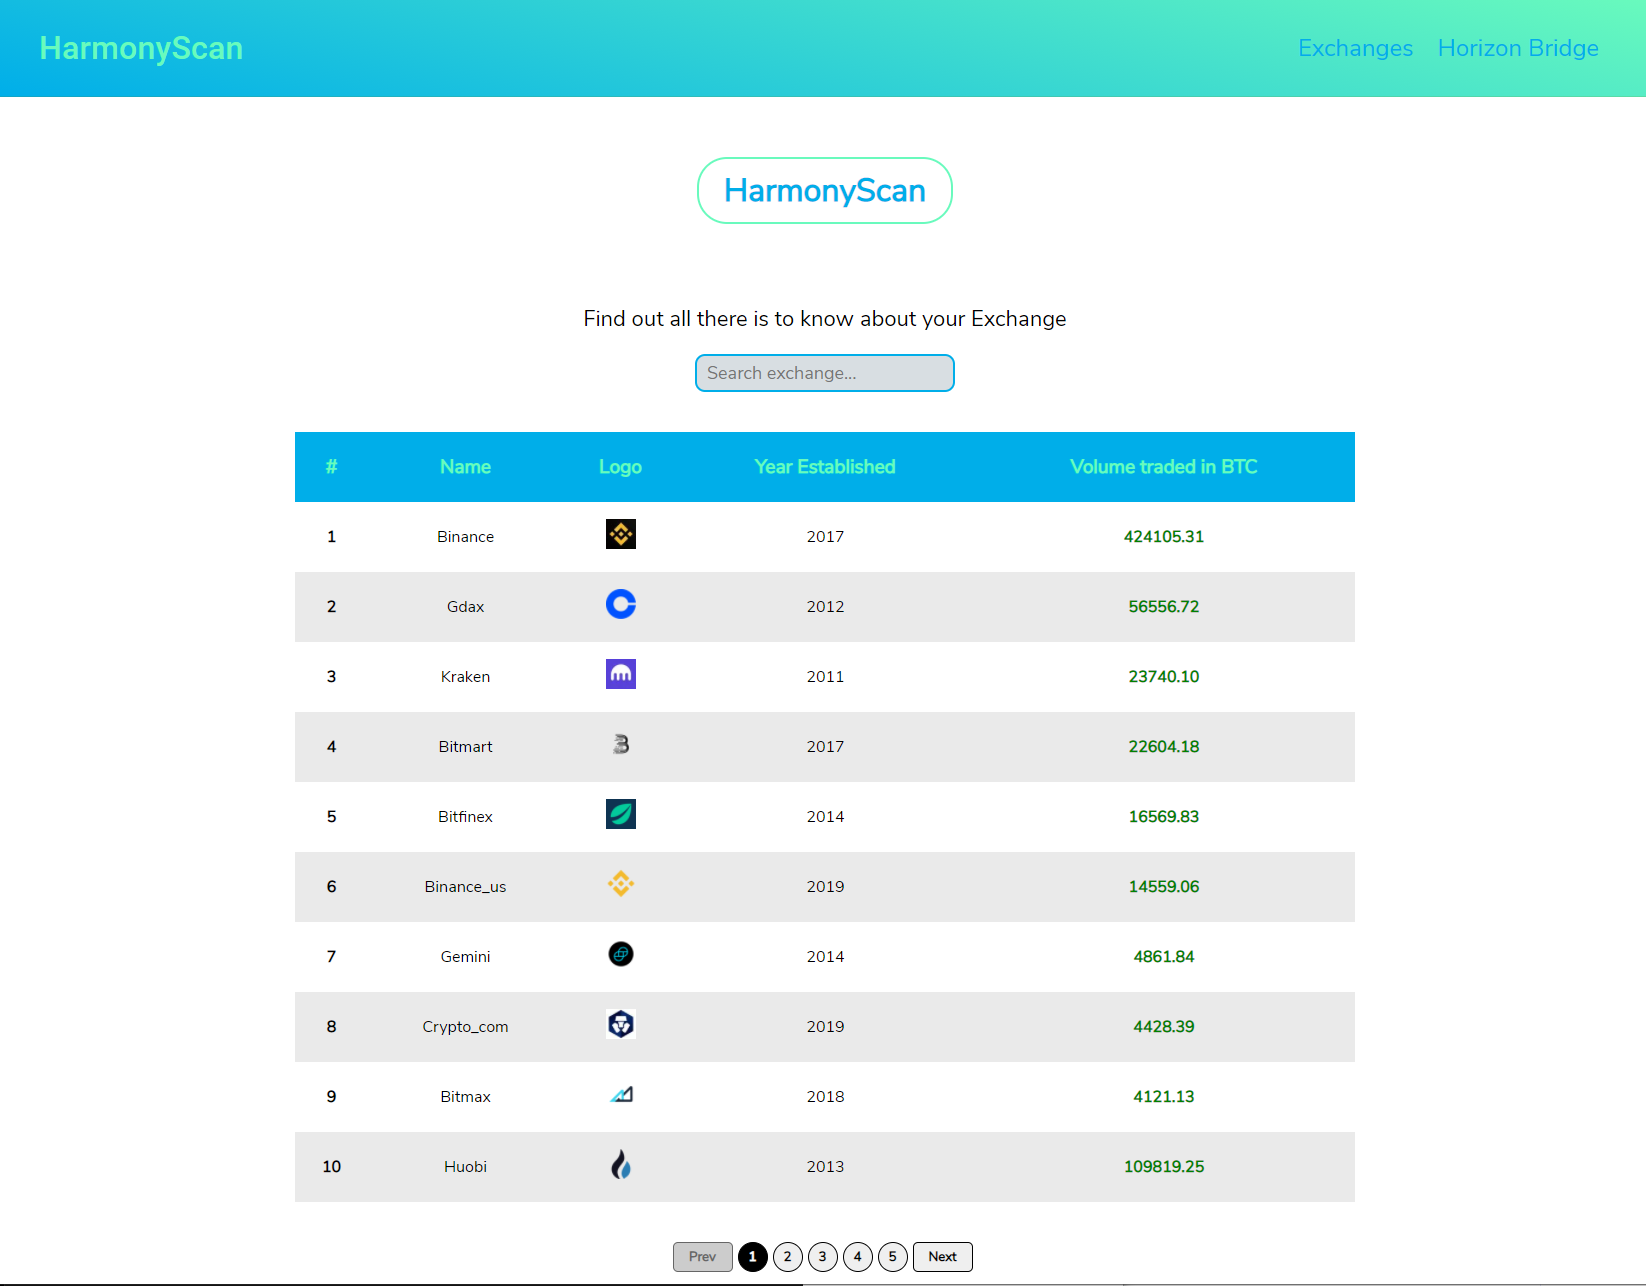 HarmonyScan Exchanges Horizon Bridge
HarmonyScan
Find out all there is to know about your Exchange
Search exchange...
# Name Logo Year Established Volume traded in BTC
1 Binance 2017 424105.31
2 Gdax 2012 56556.72
3 Kraken 2011 23740.10
4 Bitmart 2017 22604.18
5 Bitfinex 2014 16569.83
6 Binance_us 2019 14559.06
7 Gemini 2014 4861.84
8 Crypto_com 2019 4428.39
9 Bitmax 2018 4121.13
10 Huobi 2013 109819.25
Prev 1 2 3 4 5 Next